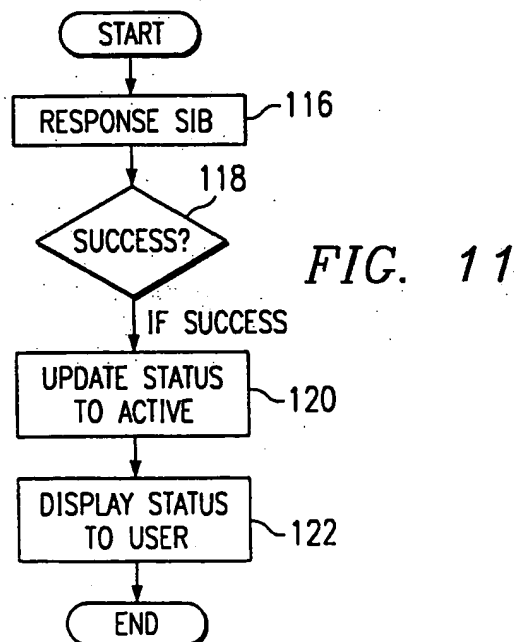 START
RESPONSE SIB
116
118
SUCCESS?
FIG. 11
IF SUCCESS
UPDATE STATUS
TO ACTIVE
120
DISPLAY STATUS
TO USER
122
END